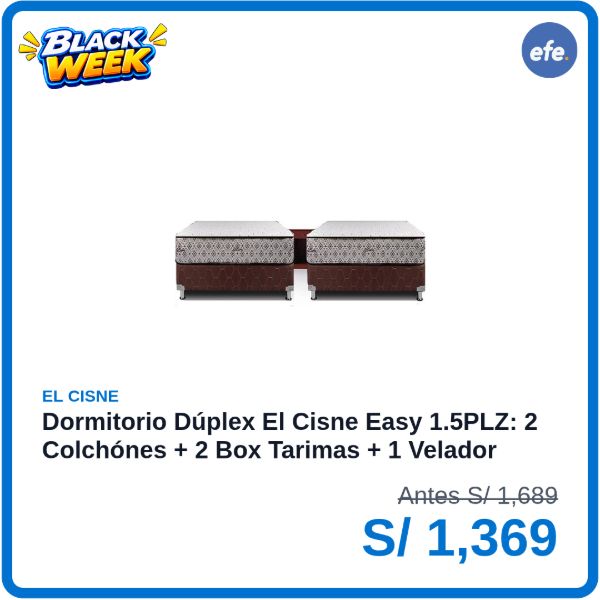 BLACK
WEEK
efe.
EL CISNE
Dormitorio Dúplex El Cisne Easy 1.5PLZ: 2
Colchónes + 2 Box Tarimas + 1 Velador
Antes S/ 1,689
S/ 1,369